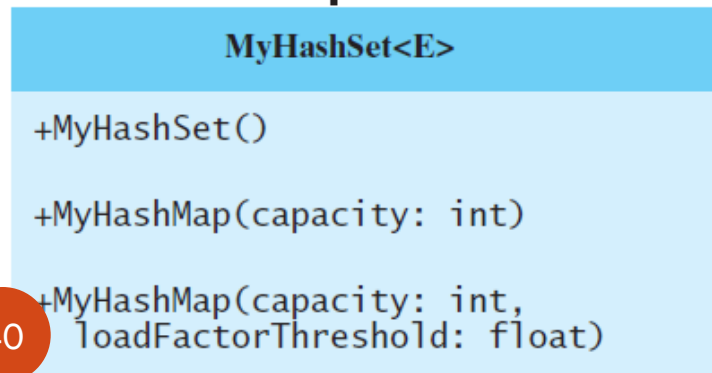 MyHashSet<E>
+MyHashSet()
+MyHashMap(capacity: int)
+MyHashMap(capacity: int,
loadFactorThreshold: float)